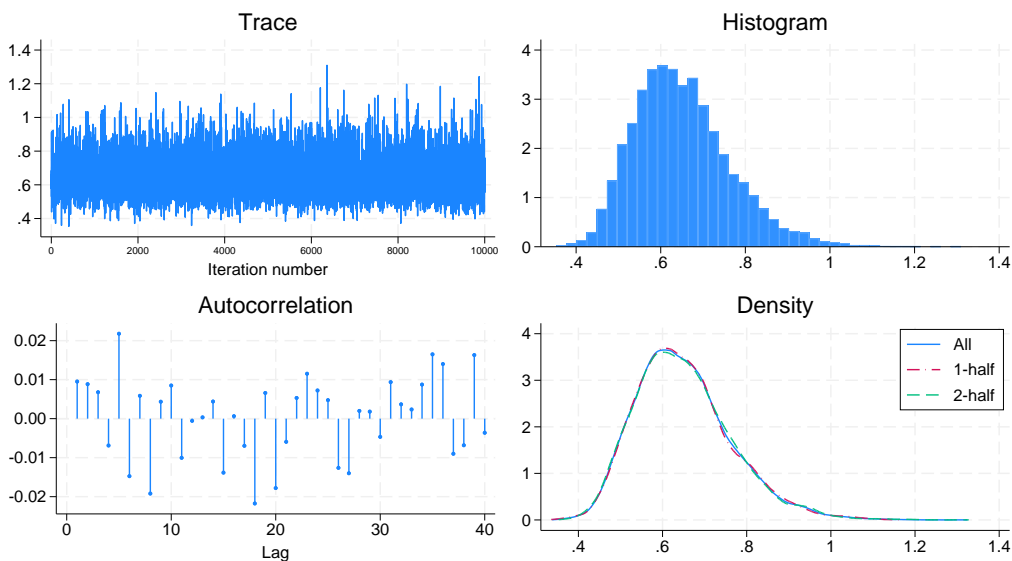 Trace
1.4
1.2
1
.8
.6
.4
0 2000 4000 6000 8000 10000
Iteration number
Histogram
4
3
2
1
0
.4 .6 .8 1 1.2 1.4
Autocorrelation
0.02
0.01
0.00
-0.01
-0.02
0 10 20 30 40
Lag
Density
4
3
2
1
0
.4 .6 .8 1 1.2 1.4
All
1-half
2-half